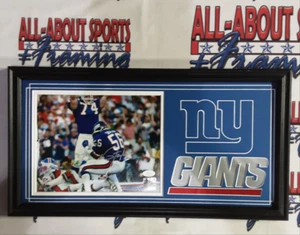 ALL-ABOUT SPORTS
Framing
ALL-ABOUT SPORTS
Framing
74
56
ny
GIANTS